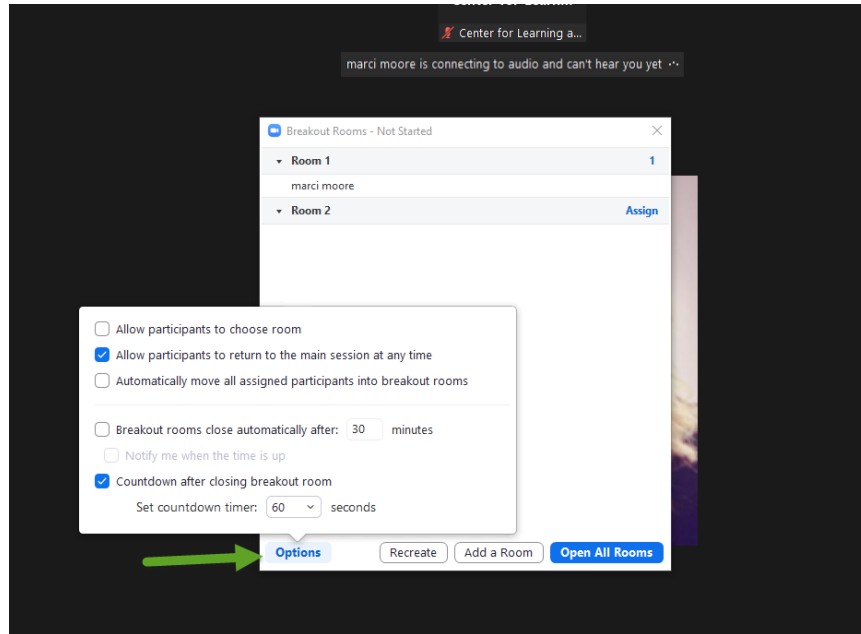 Center for Learning a...
marci moore is connecting to audio and can't hear you yet
Breakout Rooms - Not Started
Room 1 1
marci moore
Room 2 Assign
Allow participants to choose room
Allow participants to return to the main session at any time
Automatically move all assigned participants into breakout rooms
Breakout rooms close automatically after: 30 minutes
Notify me when the time is up
Countdown after closing breakout room
Set countdown timer: 60 seconds
Options Recreate Add a Room Open All Rooms